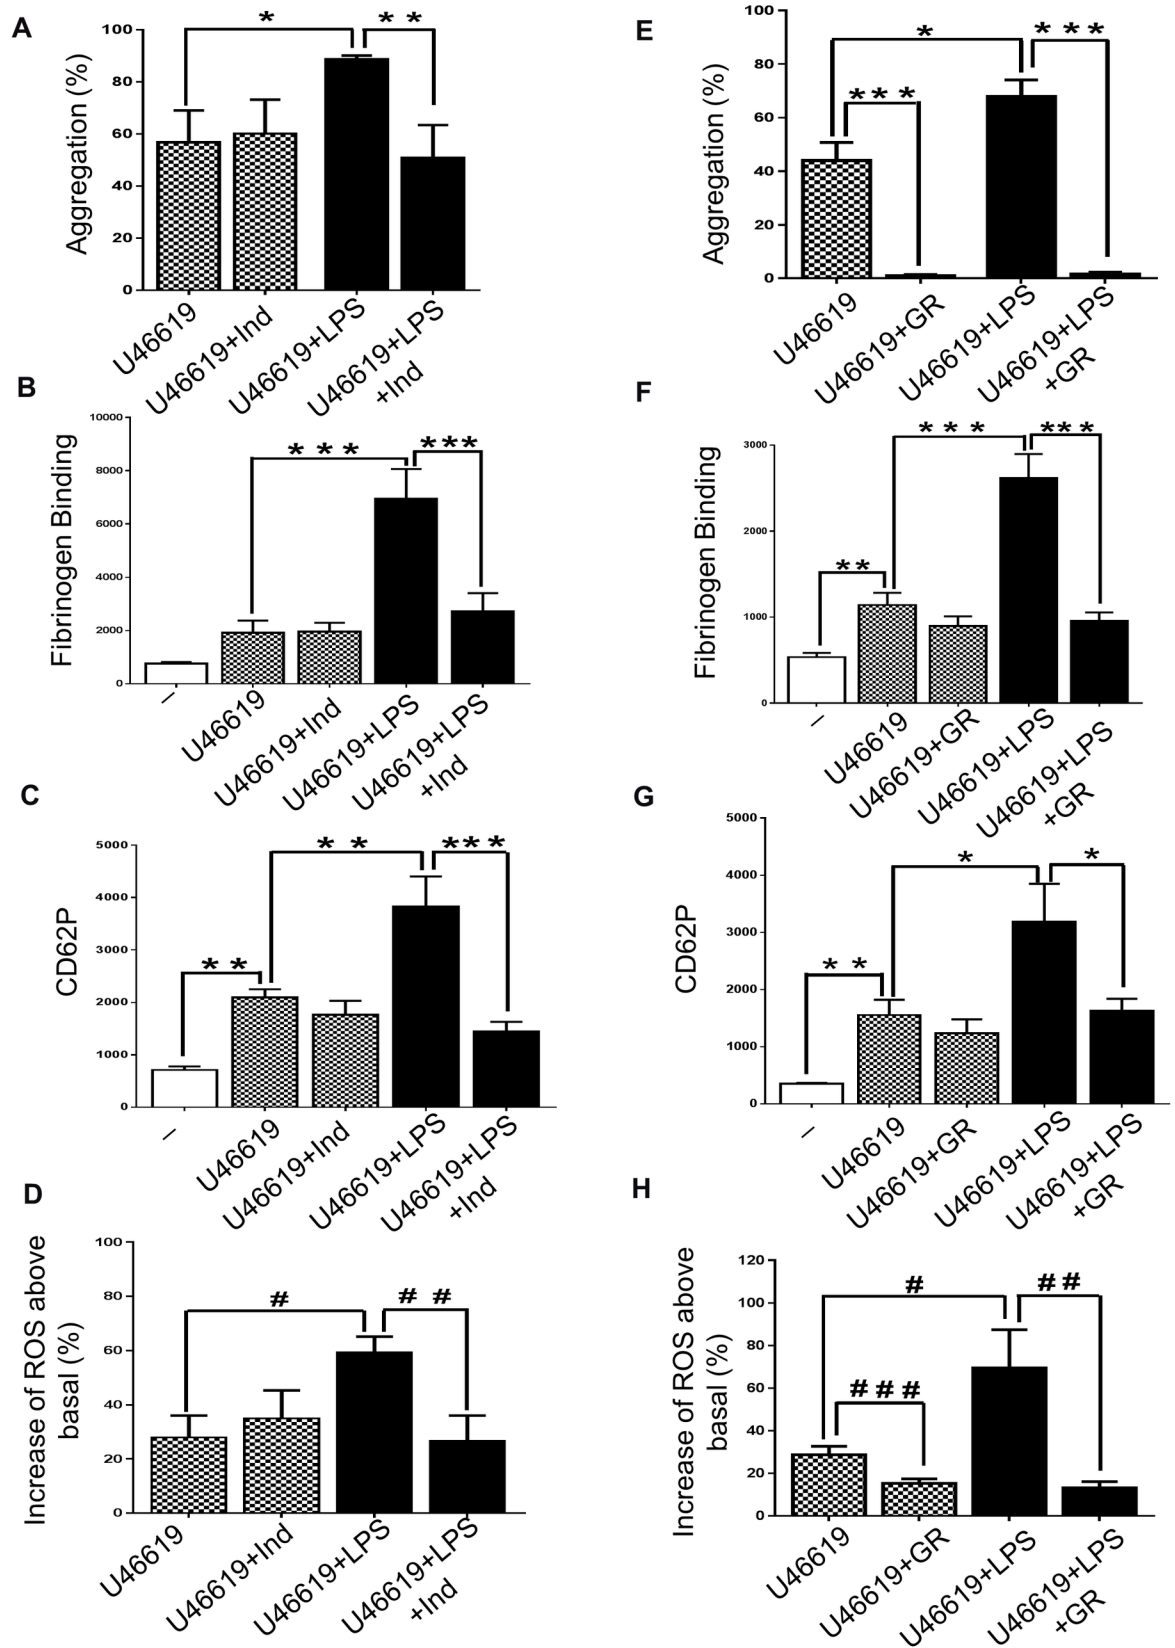 A
Aggregation (%)
100
80
60
40
20
0
* **
U46619
U46619+Ind
U46619+LPS
U46619+LPS
+Ind
B
Fibrinogen Binding
10000
8000
6000
4000
2000
0
*** ***
–
U46619
U46619+Ind
U46619+LPS
U46619+LPS
+Ind
C
CD62P
5000
4000
3000
2000
1000
0
** ** ***
–
U46619
U46619+Ind
U46619+LPS
U46619+LPS
+Ind
D
Increase of ROS above
basal (%)
100
80
60
40
20
0
# ##
U46619
U46619+Ind
U46619+LPS
U46619+LPS
+Ind
E
Aggregation (%)
100
80
60
40
20
0
*** * ***
U46619
U46619+GR
U46619+LPS
U46619+LPS
+GR
F
Fibrinogen Binding
3000
2000
1000
0
** *** ***
–
U46619
U46619+GR
U46619+LPS
U46619+LPS
+GR
G
CD62P
5000
4000
3000
2000
1000
0
** * *
–
U46619
U46619+GR
U46619+LPS
U46619+LPS
+GR
H
Increase of ROS above
basal (%)
120
100
80
60
40
20
0
### # ##
U46619
U46619+GR
U46619+LPS
U46619+LPS
+GR